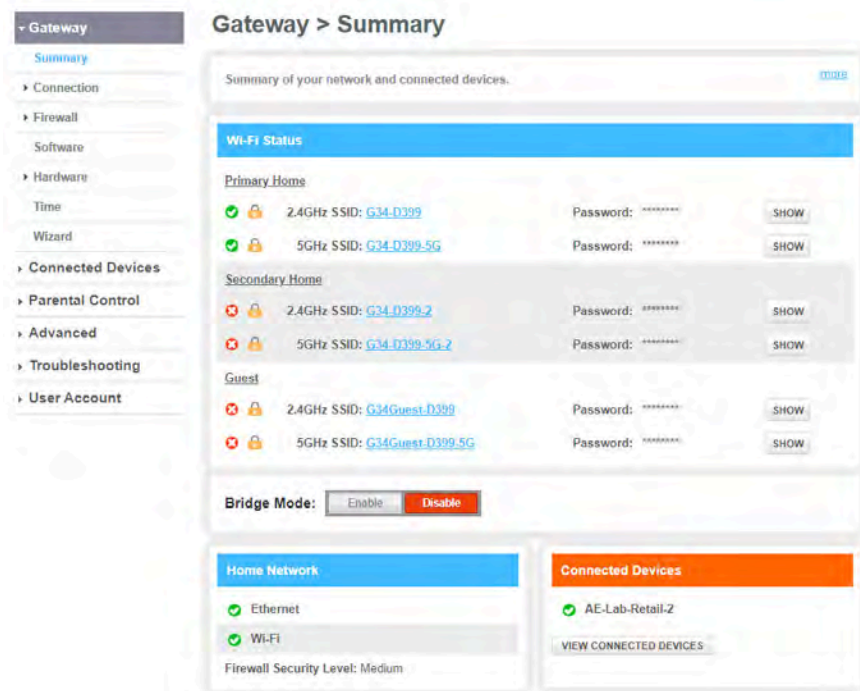 Gateway
Summary
Connection
Firewall
Software
Hardware
Time
Wizard
Connected Devices
Parental Control
Advanced
Troubleshooting
User Account
Gateway > Summary
Summary of your network and connected devices.
more
Wi-Fi Status
Primary Home
2.4GHz SSID: G34-D399 Password: ******** SHOW
5GHz SSID: G34-D399-5G Password: ******** SHOW
Secondary Home
2.4GHz SSID: G34-D399-2 Password: ******** SHOW
5GHz SSID: G34-D399-5G-2 Password: ******** SHOW
Guest
2.4GHz SSID: G34Guest-D399 Password: ******** SHOW
5GHz SSID: G34Guest-D399-5G Password: ******** SHOW
Bridge Mode: Enable Disable
Home Network
Ethernet
Wi-Fi
Firewall Security Level: Medium
Connected Devices
AE-Lab-Retail-2
VIEW CONNECTED DEVICES